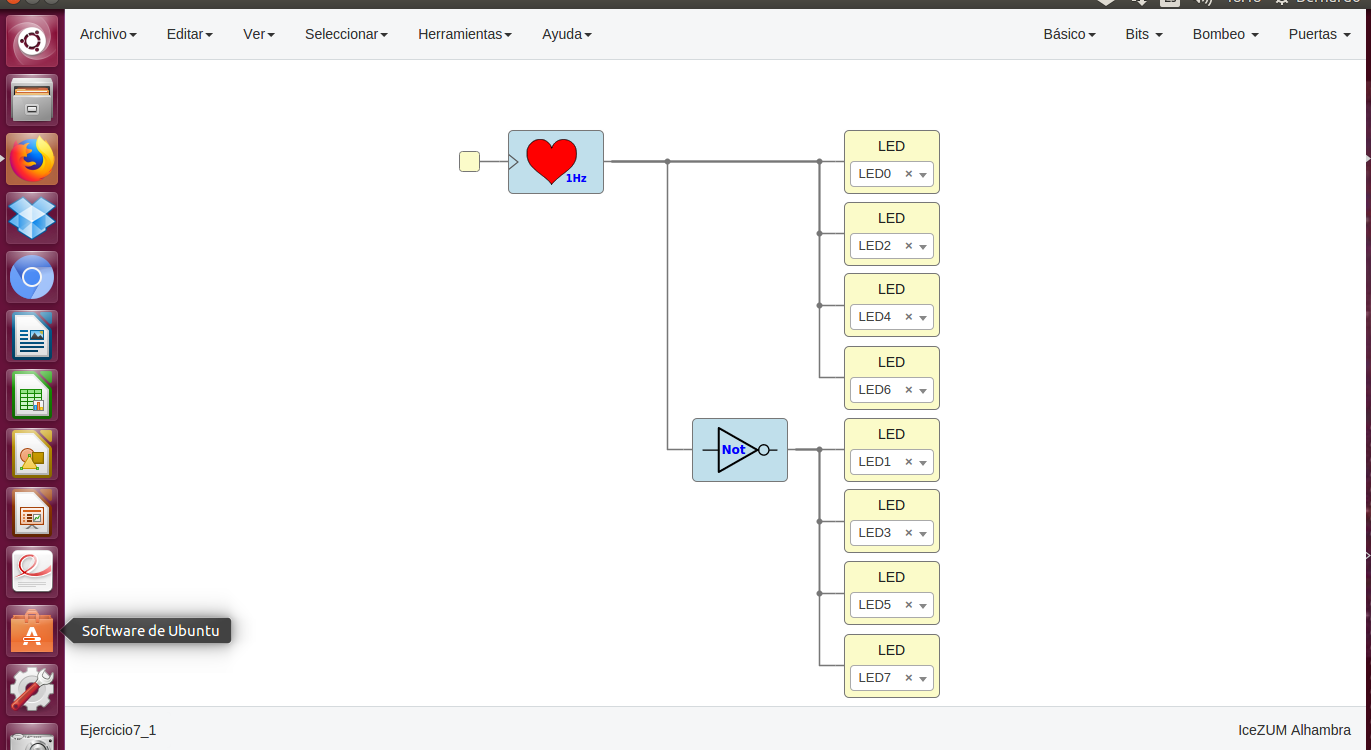 Archivo Editar Ver Seleccionar Herramientas Ayuda Básico Bits Bombeo Puertas
1Hz
LED
LED0 ×
LED
LED2 ×
LED
LED4 ×
LED
LED6 ×
LED
LED1 ×
Not
LED
LED3 ×
LED
LED5 ×
Software de Ubuntu
LED
LED7 ×
Ejercicio7_1 IceZUM Alhambra